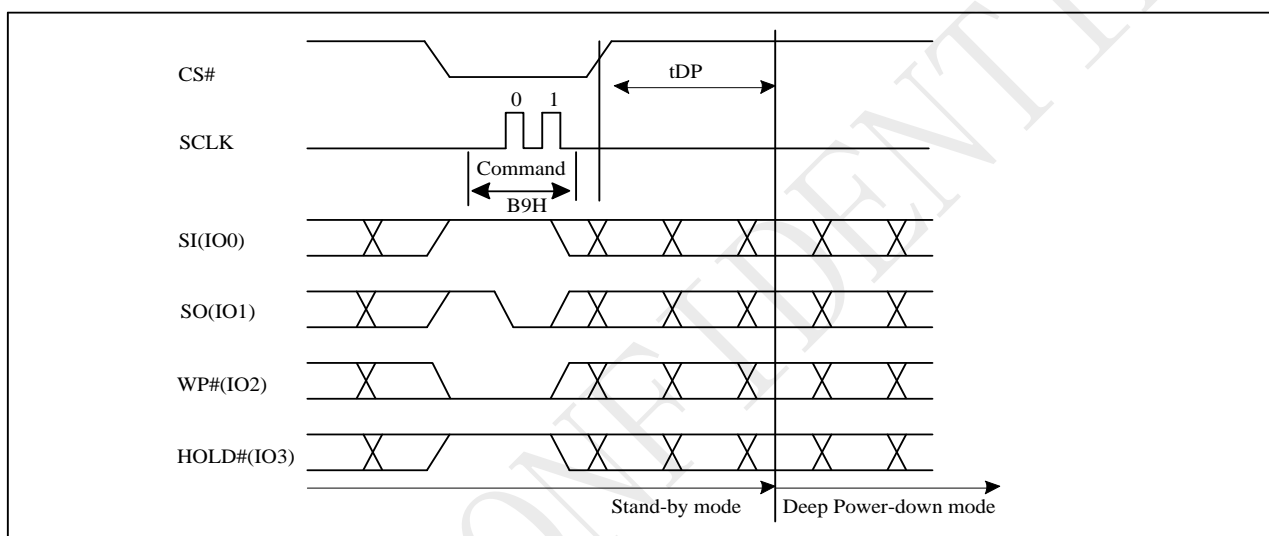 CS#
tDP
0 1
SCLK
Command
B9H
SI(IO0)
SO(IO1)
WP#(IO2)
HOLD#(IO3)
Stand-by mode Deep Power-down mode
ONFIDENTI